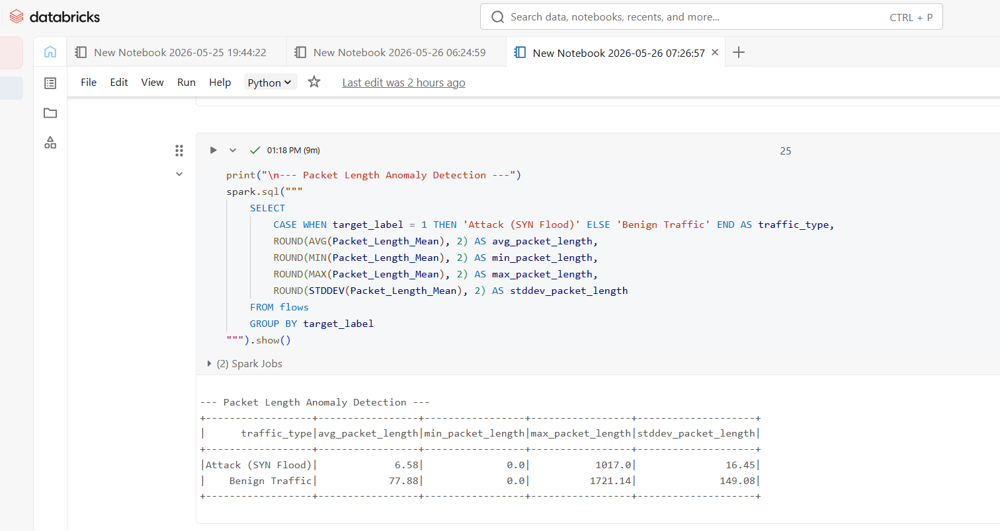 databricks
Search data, notebooks, recents, and more... CTRL + P
New Notebook 2026-05-25 19:44:22 New Notebook 2026-05-26 06:24:59 New Notebook 2026-05-26 07:26:57
File Edit View Run Help Python Last edit was 2 hours ago
01:18 PM (9m) 25
print("\n--- Packet Length Anomaly Detection ---")
spark.sql("""
    SELECT
        CASE WHEN target_label = 1 THEN 'Attack (SYN Flood)' ELSE 'Benign Traffic' END AS traffic_type,
        ROUND(AVG(Packet_Length_Mean), 2) AS avg_packet_length,
        ROUND(MIN(Packet_Length_Mean), 2) AS min_packet_length,
        ROUND(MAX(Packet_Length_Mean), 2) AS max_packet_length,
        ROUND(STDDEV(Packet_Length_Mean), 2) AS stddev_packet_length
    FROM flows
    GROUP BY target_label
""").show()
(2) Spark Jobs
--- Packet Length Anomaly Detection ---
+------------------+-----------------+-----------------+-----------------+--------------------+
|      traffic_type|avg_packet_length|min_packet_length|max_packet_length|stddev_packet_length|
+------------------+-----------------+-----------------+-----------------+--------------------+
|Attack (SYN Flood)|             6.58|              0.0|           1017.0|               16.45|
|    Benign Traffic|            77.88|              0.0|          1721.14|              149.08|
+------------------+-----------------+-----------------+-----------------+--------------------+